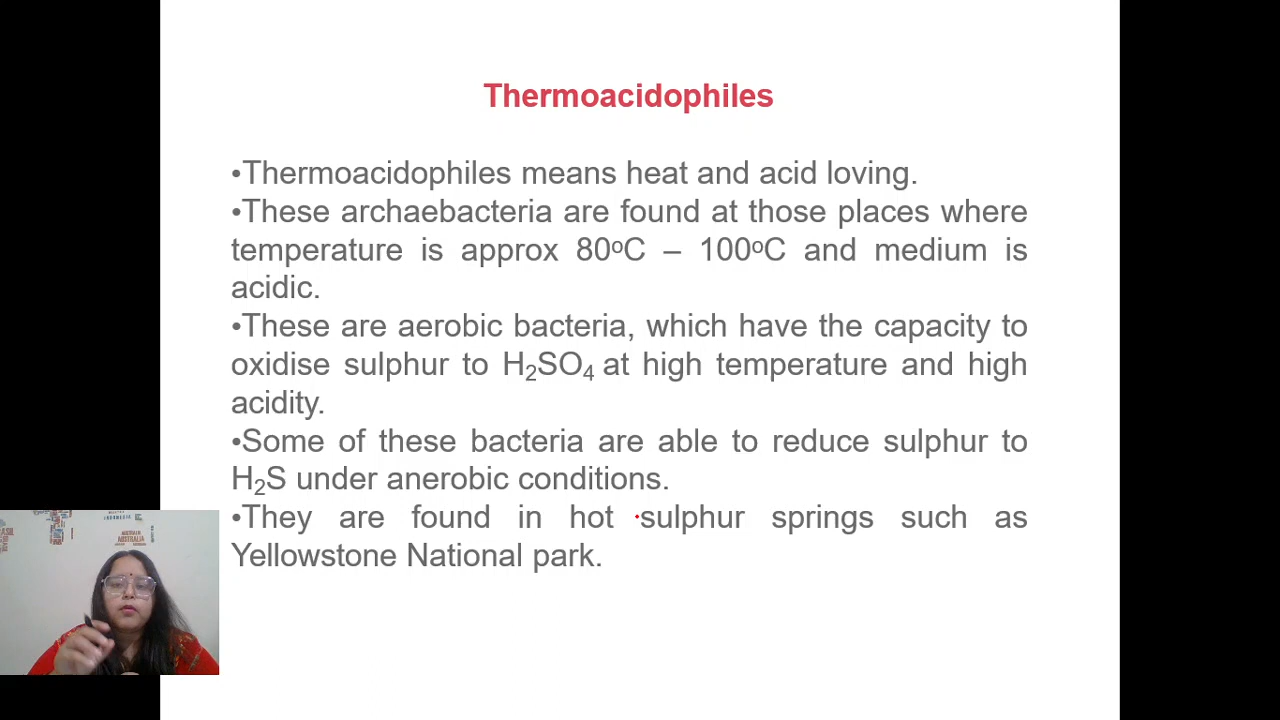 Thermoacidophiles
•Thermoacidophiles means heat and acid loving.
•These archaebacteria are found at those places where
temperature is approx 80ᵒC – 100ᵒC and medium is
acidic.
•These are aerobic bacteria, which have the capacity to
oxidise sulphur to H₂SO₄ at high temperature and high
acidity.
•Some of these bacteria are able to reduce sulphur to
H₂S under anerobic conditions.
•They are found in hot sulphur springs such as
Yellowstone National park.
AUSTRALIA